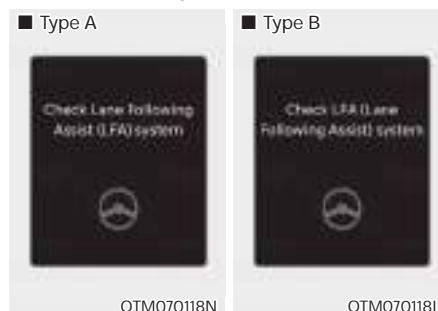 ■ Type A
Check Lane Following
Assist (LFA) system
OTM070118N
■ Type B
Check LFA (Lane
Following Assist) system
OTM070118L